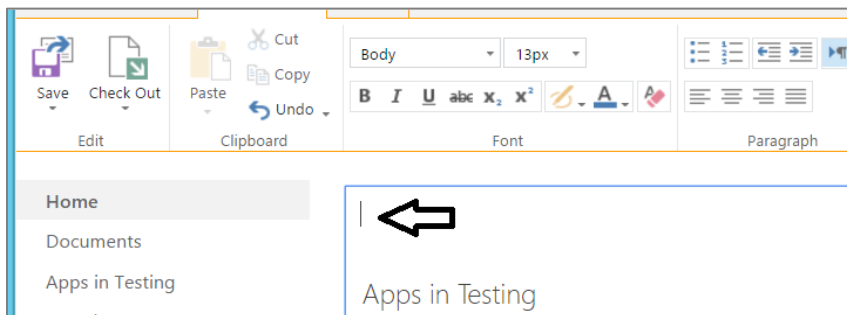 Cut
Copy
Undo
Save
Check Out
Paste
Edit
Clipboard
Body
13px
B I U abc x₂ x² A
Font
Paragraph
Home
Documents
Apps in Testing
Apps in Testing